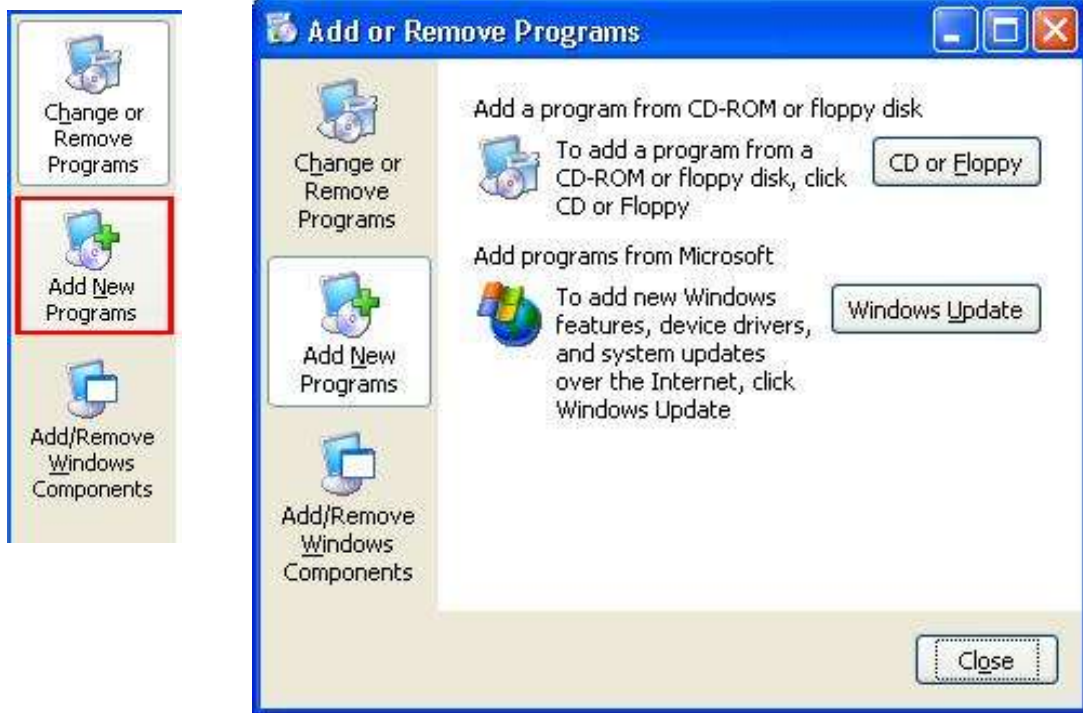 Change or
Remove
Programs
Add New
Programs
Add/Remove
Windows
Components
Add or Remove Programs
Change or
Remove
Programs
Add New
Programs
Add/Remove
Windows
Components
Add a program from CD-ROM or floppy disk
To add a program from a
CD-ROM or floppy disk, click
CD or Floppy
CD or Floppy
Add programs from Microsoft
To add new Windows
features, device drivers,
and system updates
over the Internet, click
Windows Update
Windows Update
Close